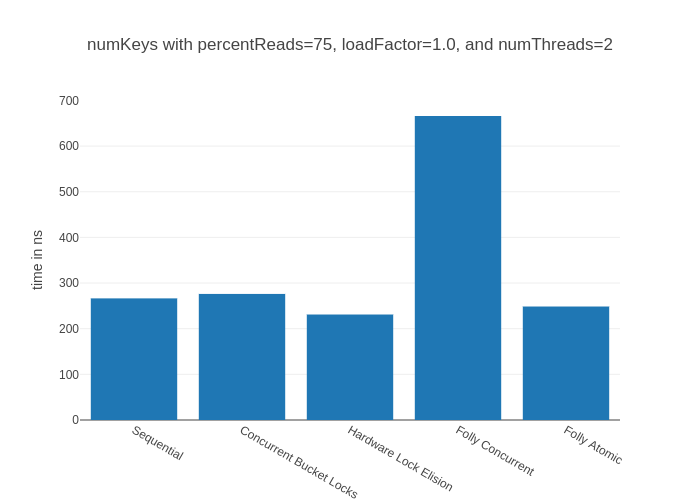 numKeys with percentReads=75, loadFactor=1.0, and numThreads=2
time in ns
700
600
500
400
300
200
100
0
Sequential
Concurrent Bucket Locks
Hardware Lock Elision
Folly Concurrent
Folly Atomic